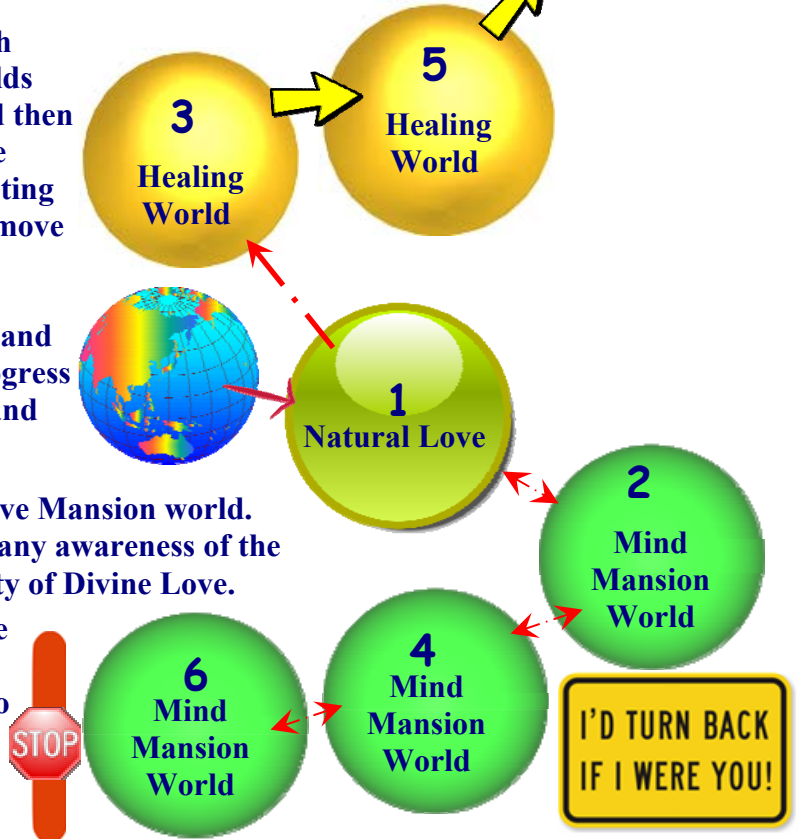 h
lds
d then
e
ting
move
3
Healing
World
5
Healing
World
and
ogress
and
1
Natural Love
ve Mansion world.
any awareness of the
ty of Divine Love.
e
o
2
Mind
Mansion
World
4
Mind
Mansion
World
6
Mind
Mansion
World
STOP
I'D TURN BACK
IF I WERE YOU!